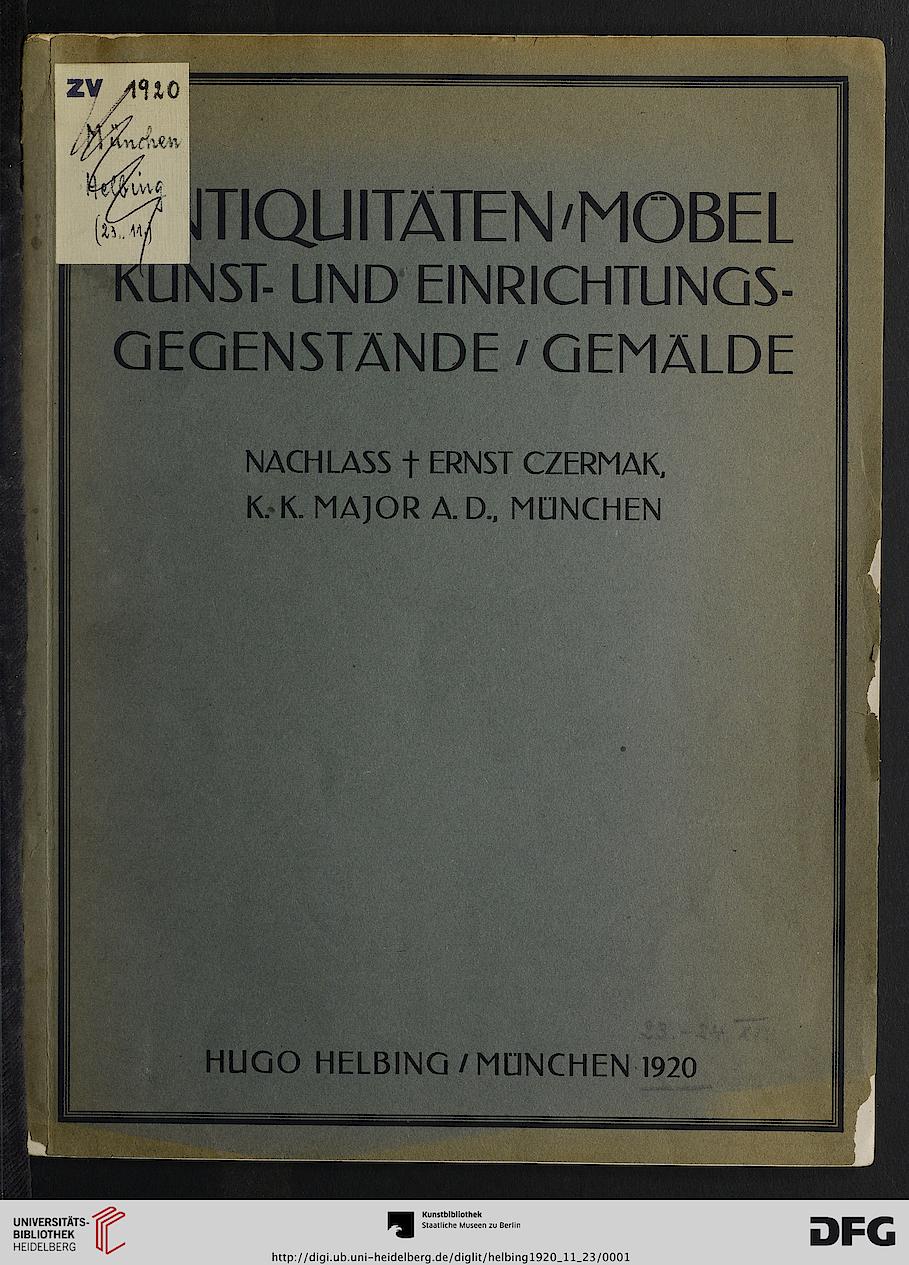 ZV 1920
München
Helbing
(23. 11.)
NTIQUITÄTEN / MÖBEL
KUNST- UND EINRICHTUNGS-
GEGENSTÄNDE / GEMÄLDE
NACHLASS † ERNST CZERMAK,
K. K. MAJOR A. D., MÜNCHEN
23.-24
HUGO HELBING / MÜNCHEN 1920
UNIVERSITÄTS-
BIBLIOTHEK
HEIDELBERG
Kunstbibliothek
Staatliche Museen zu Berlin
DFG
http://digi.ub.uni-heidelberg.de/diglit/helbing1920_11_23/0001